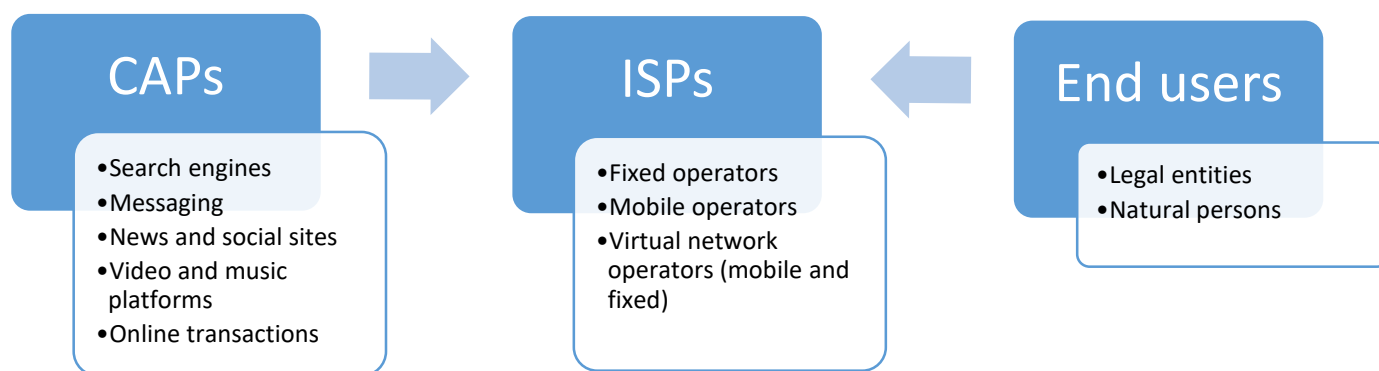 CAPs
•Search engines
•Messaging
•News and social sites
•Video and music
platforms
•Online transactions
ISPs
•Fixed operators
•Mobile operators
•Virtual network
operators (mobile and
fixed)
End users
•Legal entities
•Natural persons